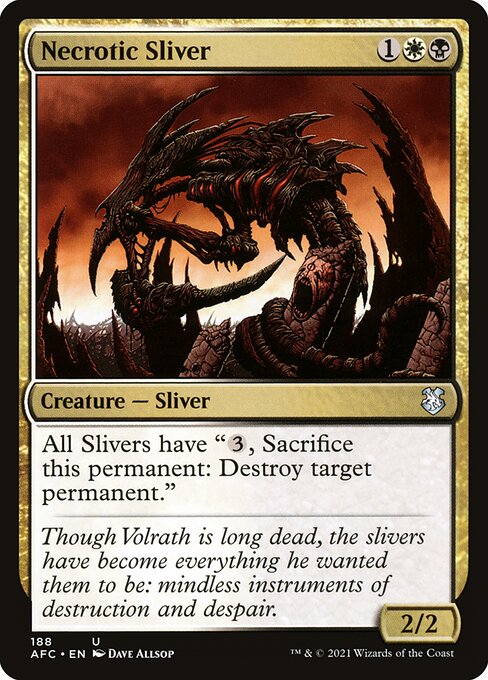 Necrotic Sliver 1
Creature — Sliver
All Slivers have “3, Sacrifice
this permanent: Destroy target
permanent.”
Though Volrath is long dead, the slivers
have become everything he wanted
them to be: mindless instruments of
destruction and despair.
2/2
188 U
AFC • EN Dave Allsop
™ & © 2021 Wizards of the Coast